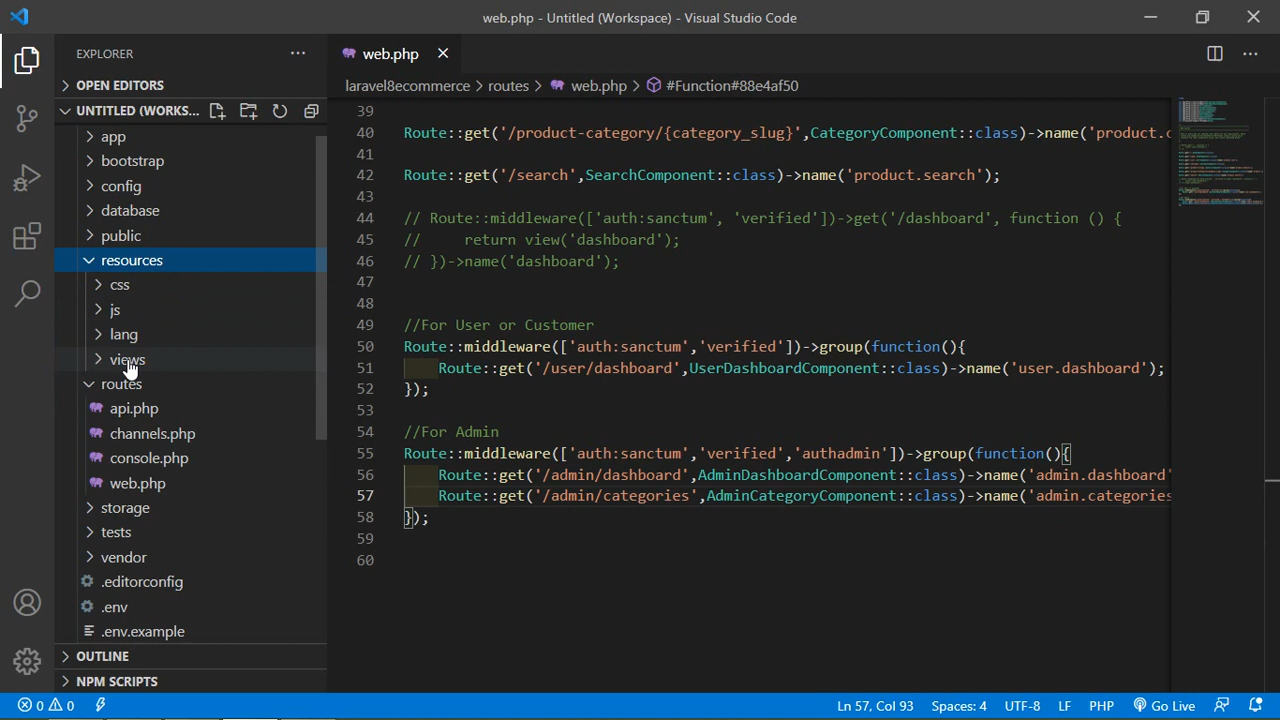 web.php - Untitled (Workspace) - Visual Studio Code
EXPLORER
OPEN EDITORS
UNTITLED (WORKS...
app
bootstrap
config
database
public
resources
css
js
lang
views
routes
api.php
channels.php
console.php
web.php
storage
tests
vendor
.editorconfig
.env
.env.example
OUTLINE
NPM SCRIPTS
web.php
laravel8ecommerce > routes > web.php > #Function#88e4af50
39
40 Route::get('/product-category/{category_slug}',CategoryComponent::class)->name('product.c
41
42 Route::get('/search',SearchComponent::class)->name('product.search');
43
44 // Route::middleware(['auth:sanctum', 'verified'])->get('/dashboard', function () {
45 //     return view('dashboard');
46 // })->name('dashboard');
47
48
49 //For User or Customer
50 Route::middleware(['auth:sanctum','verified'])->group(function(){
51     Route::get('/user/dashboard',UserDashboardComponent::class)->name('user.dashboard');
52 });
53
54 //For Admin
55 Route::middleware(['auth:sanctum','verified','authadmin'])->group(function(){
56     Route::get('/admin/dashboard',AdminDashboardComponent::class)->name('admin.dashboard'
57     Route::get('/admin/categories',AdminCategoryComponent::class)->name('admin.categories
58 });
59
60
0 0 Ln 57, Col 93 Spaces: 4 UTF-8 LF PHP Go Live